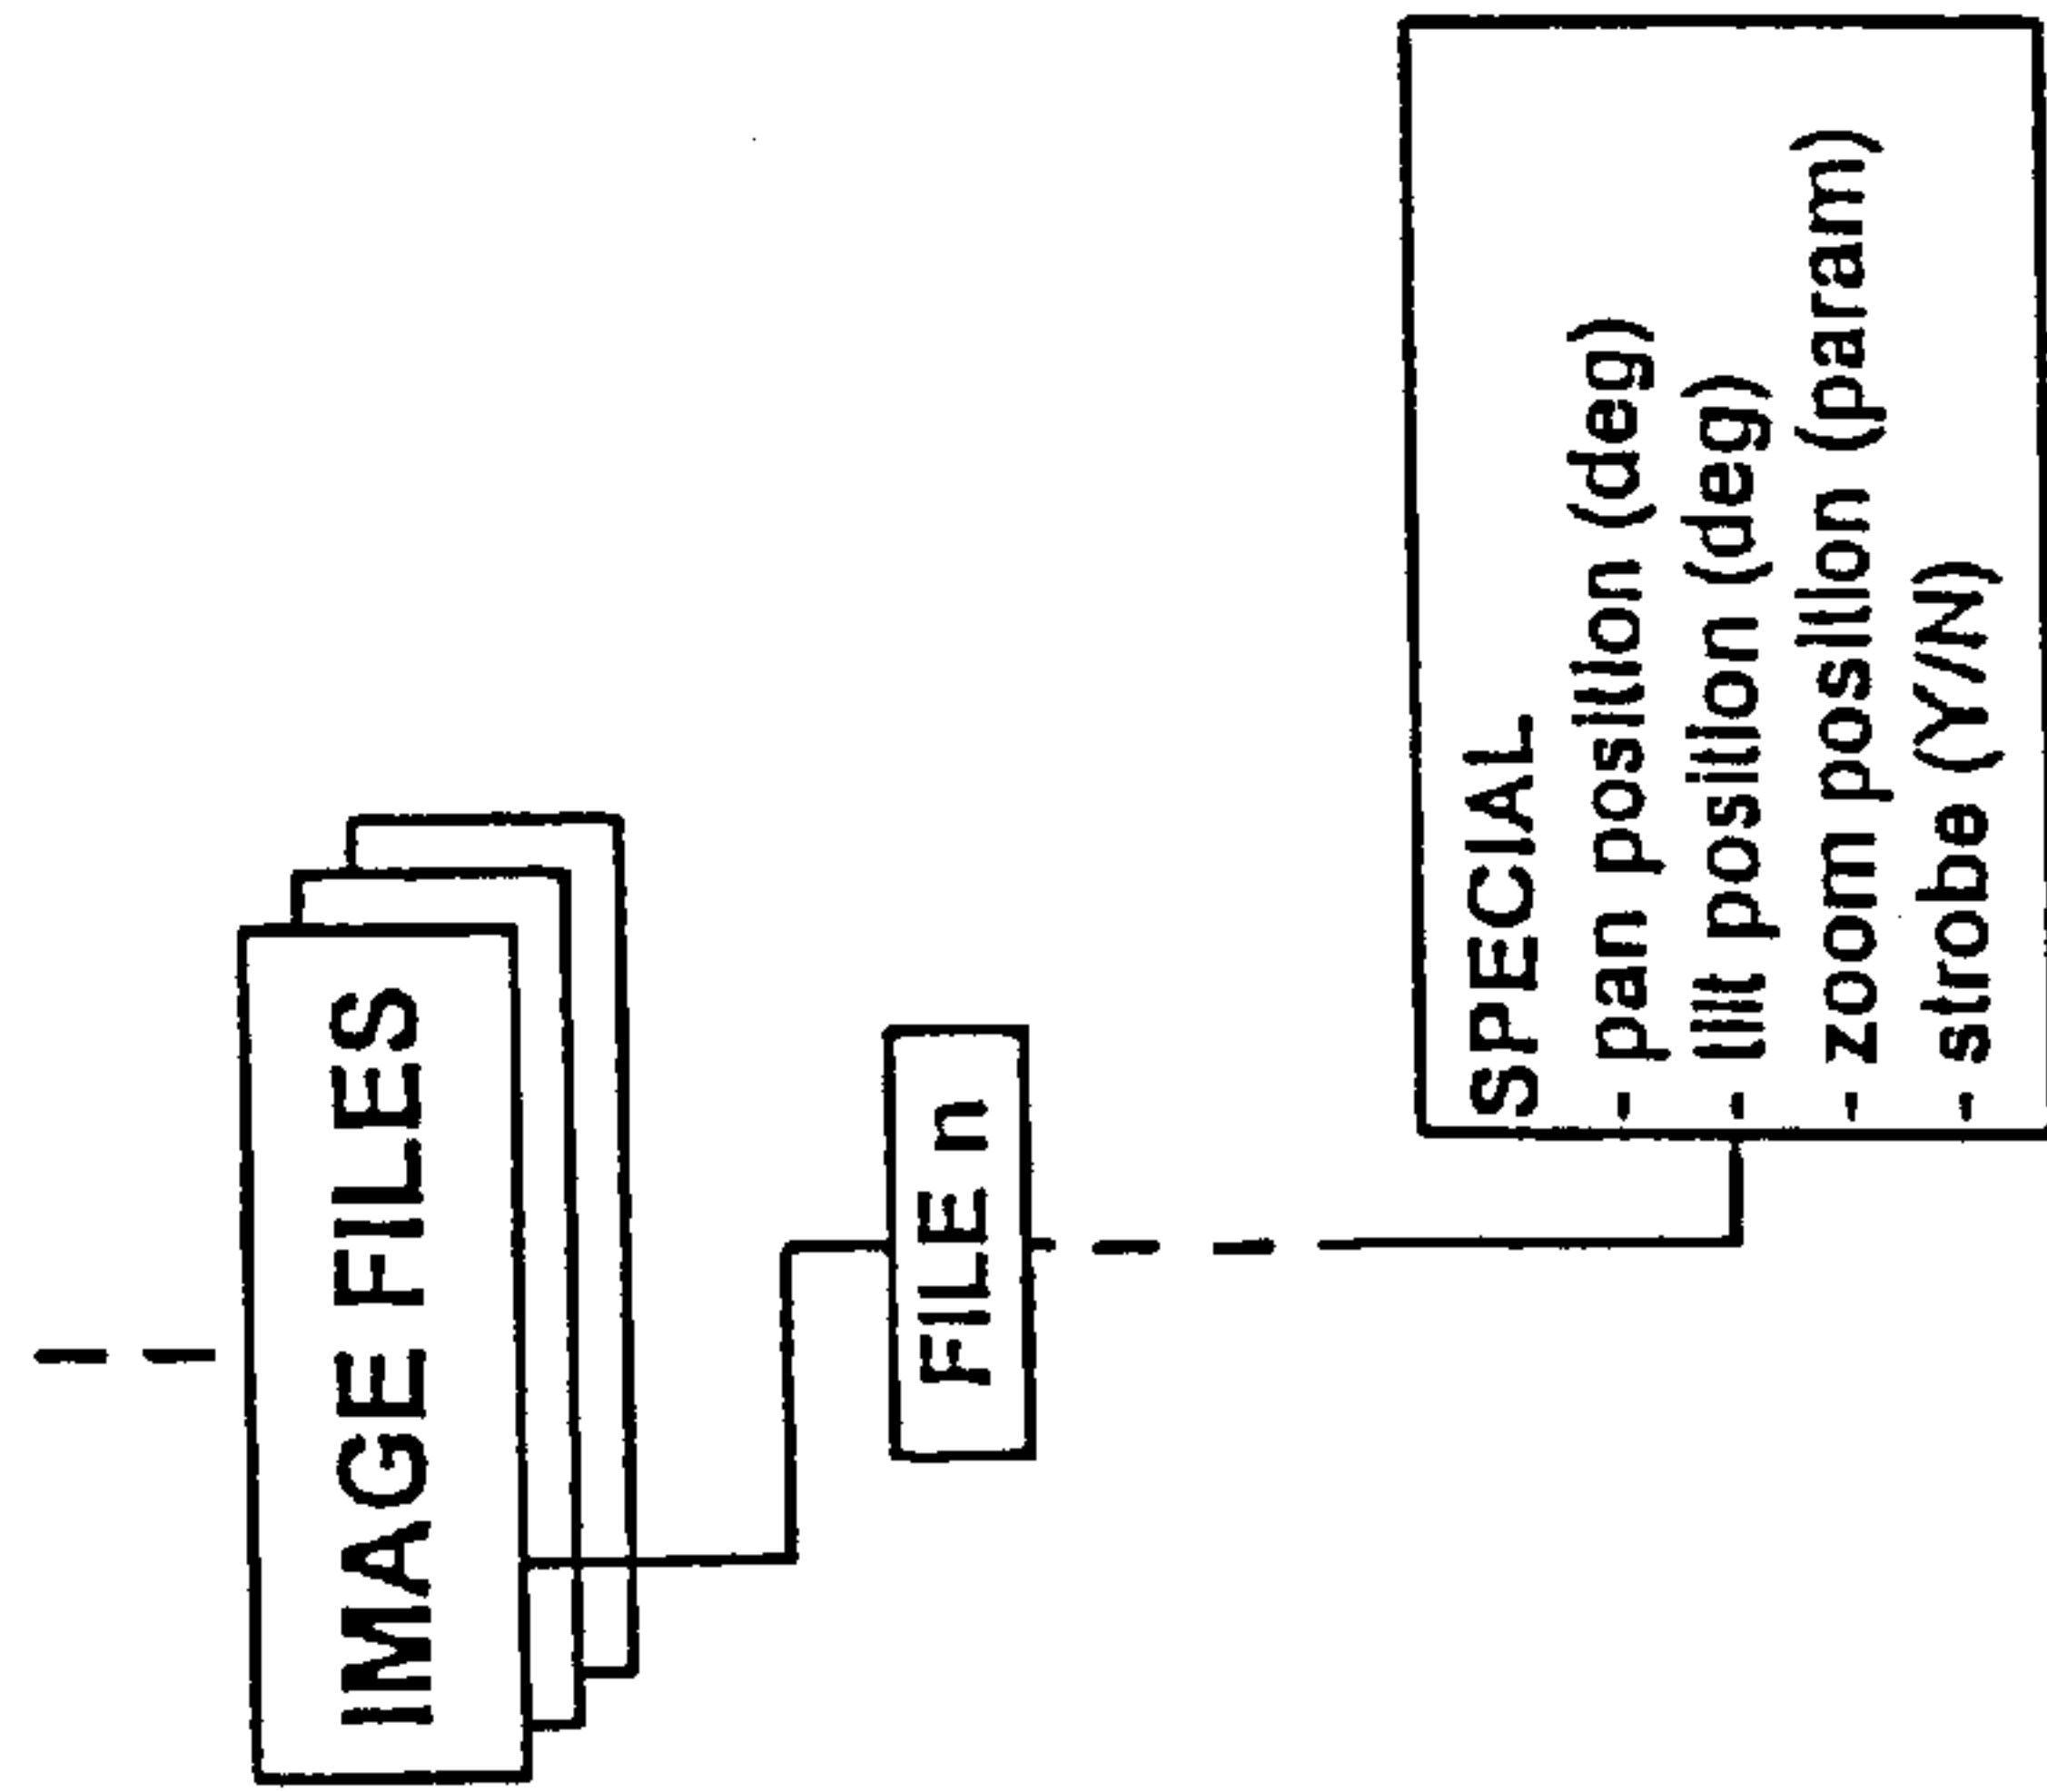 IMAGE FILES
FILE n
SPECIAL
- pan position (deg)
- tilt position (deg)
- zoom position (param)
- strobe (Y/N)